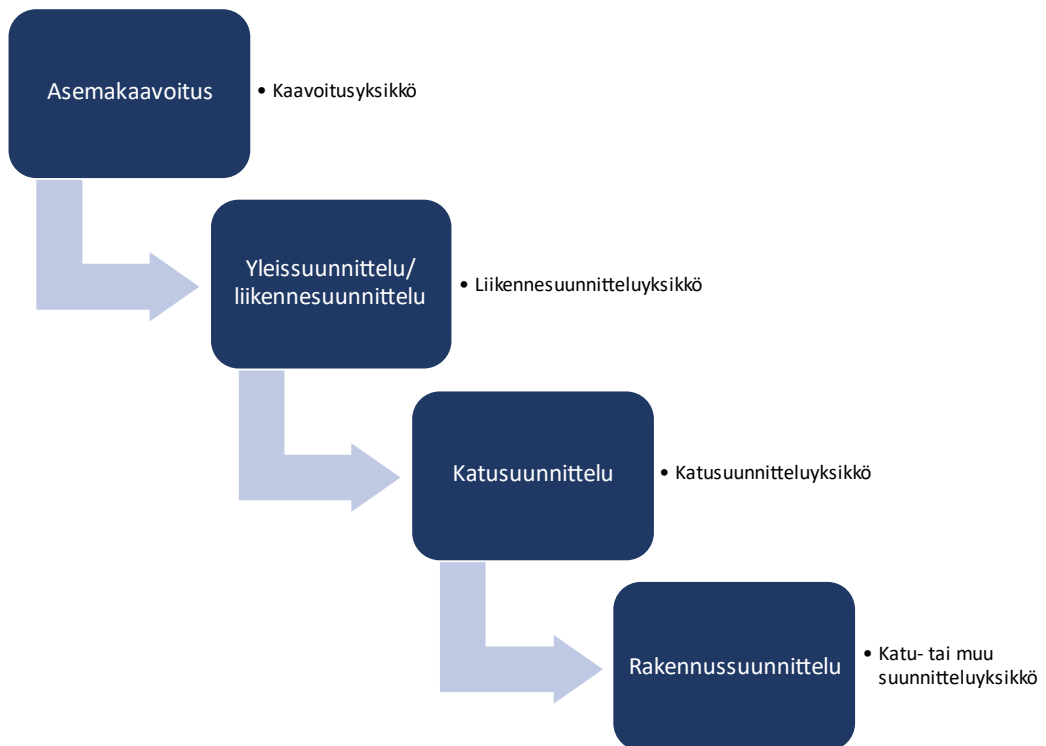 Asemakaavoitus
• Kaavoitusyksikkö
Yleissuunnittelu/
liikennesuunnittelu
• Liikennesuunnitteluyksikkö
Katusuunnittelu
• Katusuunnitteluyksikkö
Rakennussuunnittelu
• Katu- tai muu
suunnitteluyksikkö